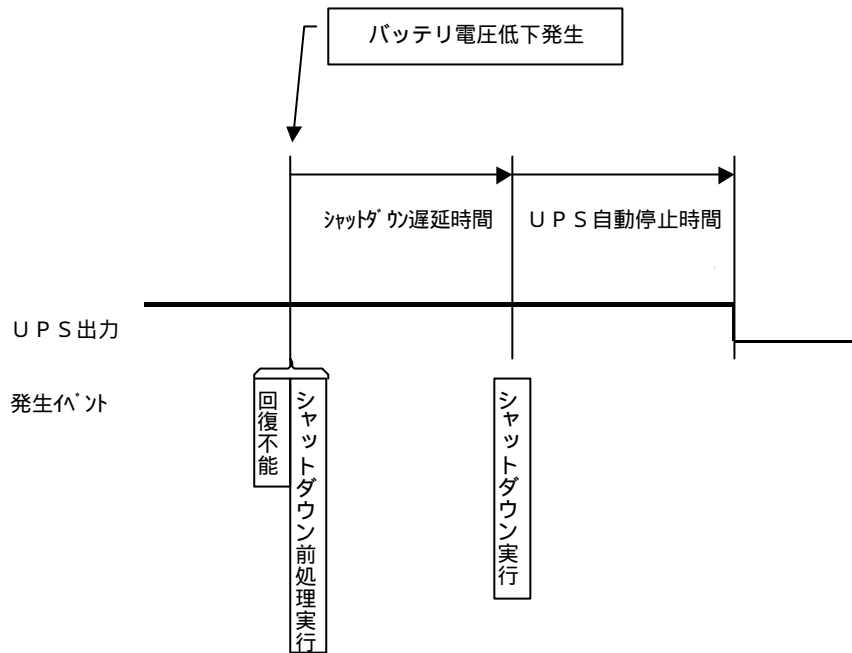 バッテリ電圧低下発生
シャットダウン遅延時間
ＵＰＳ自動停止時間
ＵＰＳ出力
発生イベント
回復不能
シャットダウン前処理実行
シャットダウン実行